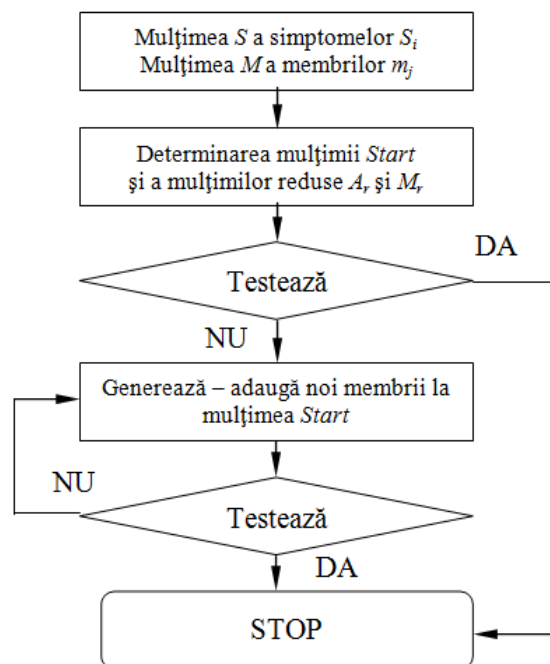 Mulţimea S a simptomelor Si
Mulţimea M a membrilor mj
Determinarea mulţimii Start
şi a mulţimilor reduse Ar şi Mr
DA
Testează
NU
Generează – adaugă noi membrii la
mulţimea Start
NU
Testează
DA
STOP